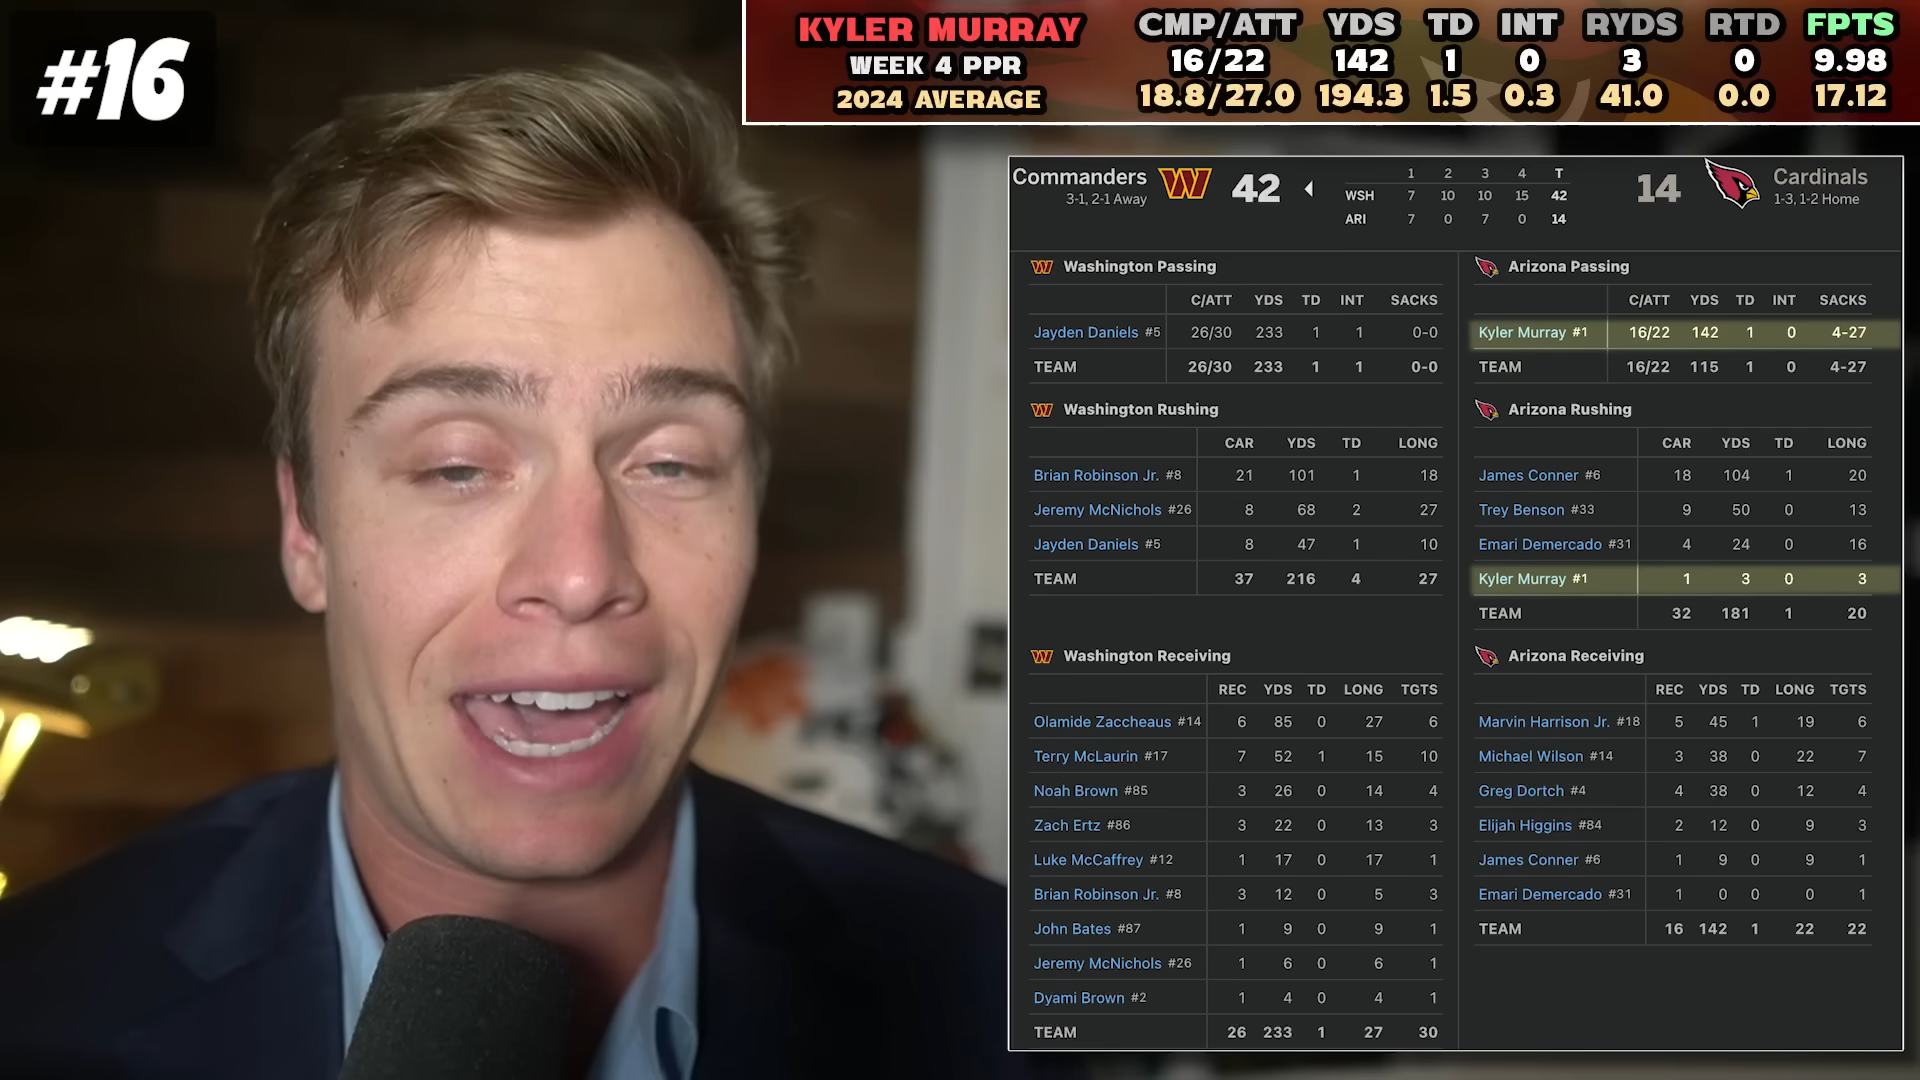 #16
KYLER MURRAY CMP/ATT YDS TD INT RYDS RTD FPTS
WEEK 4 PPR 16/22 142 1 0 3 0 9.98
2024 AVERAGE 18.8/27.0 194.3 1.5 0.3 41.0 0.0 17.12
Commanders 42
3-1, 2-1 Away
1 2 3 4 T
WSH 7 10 10 15 42
ARI 7 0 7 0 14
14 Cardinals
1-3, 1-2 Home
Washington Passing
C/ATT YDS TD INT SACKS
Jayden Daniels #5 26/30 233 1 1 0-0
TEAM 26/30 233 1 1 0-0
Arizona Passing
C/ATT YDS TD INT SACKS
Kyler Murray #1 16/22 142 1 0 4-27
TEAM 16/22 115 1 0 4-27
Washington Rushing
CAR YDS TD LONG
Brian Robinson Jr. #8 21 101 1 18
Jeremy McNichols #26 8 68 2 27
Jayden Daniels #5 8 47 1 10
TEAM 37 216 4 27
Arizona Rushing
CAR YDS TD LONG
James Conner #6 18 104 1 20
Trey Benson #33 9 50 0 13
Emari Demercado #31 4 24 0 16
Kyler Murray #1 1 3 0 3
TEAM 32 181 1 20
Washington Receiving
REC YDS TD LONG TGTS
Olamide Zaccheaus #14 6 85 0 27 6
Terry McLaurin #17 7 52 1 15 10
Noah Brown #85 3 26 0 14 4
Zach Ertz #86 3 22 0 13 3
Luke McCaffrey #12 1 17 0 17 1
Brian Robinson Jr. #8 3 12 0 5 3
John Bates #87 1 9 0 9 1
Jeremy McNichols #26 1 6 0 6 1
Dyami Brown #2 1 4 0 4 1
TEAM 26 233 1 27 30
Arizona Receiving
REC YDS TD LONG TGTS
Marvin Harrison Jr. #18 5 45 1 19 6
Michael Wilson #14 3 38 0 22 7
Greg Dortch #4 4 38 0 12 4
Elijah Higgins #84 2 12 0 9 3
James Conner #6 1 9 0 9 1
Emari Demercado #31 1 0 0 0 1
TEAM 16 142 1 22 22